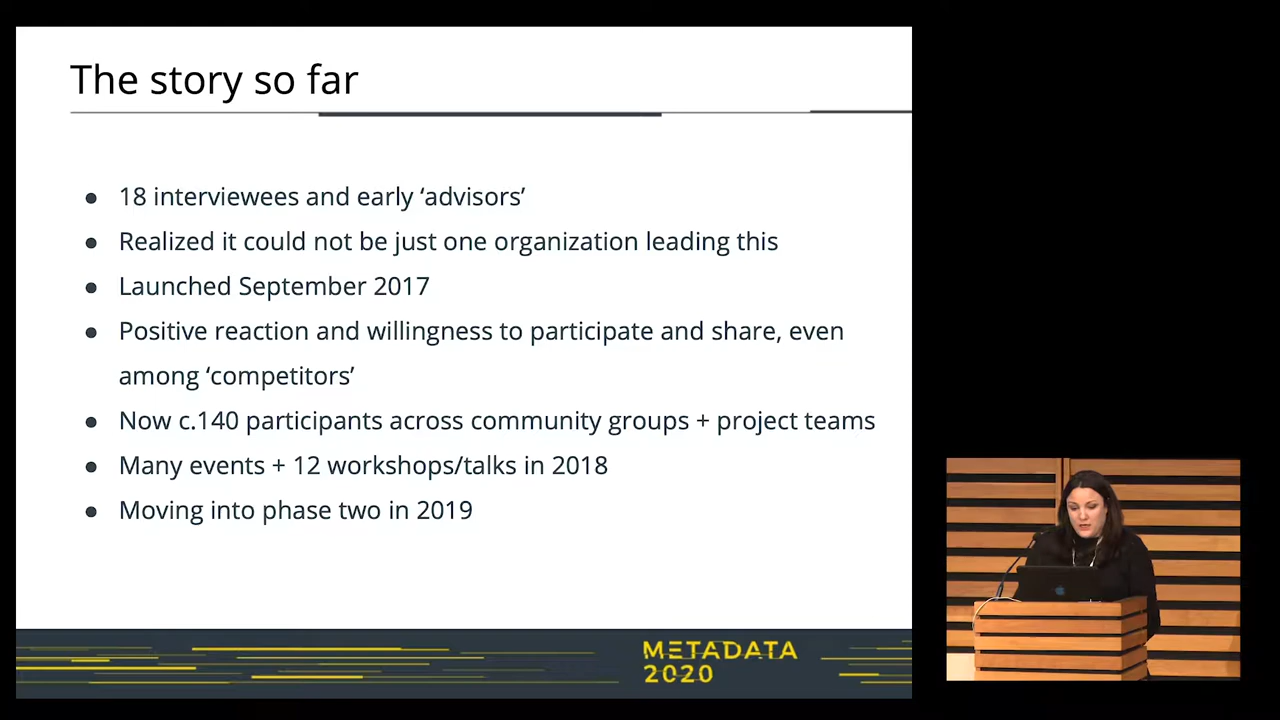 The story so far
● 18 interviewees and early ‘advisors’
● Realized it could not be just one organization leading this
● Launched September 2017
● Positive reaction and willingness to participate and share, even
among ‘competitors’
● Now c.140 participants across community groups + project teams
● Many events + 12 workshops/talks in 2018
● Moving into phase two in 2019
METADATA
2020